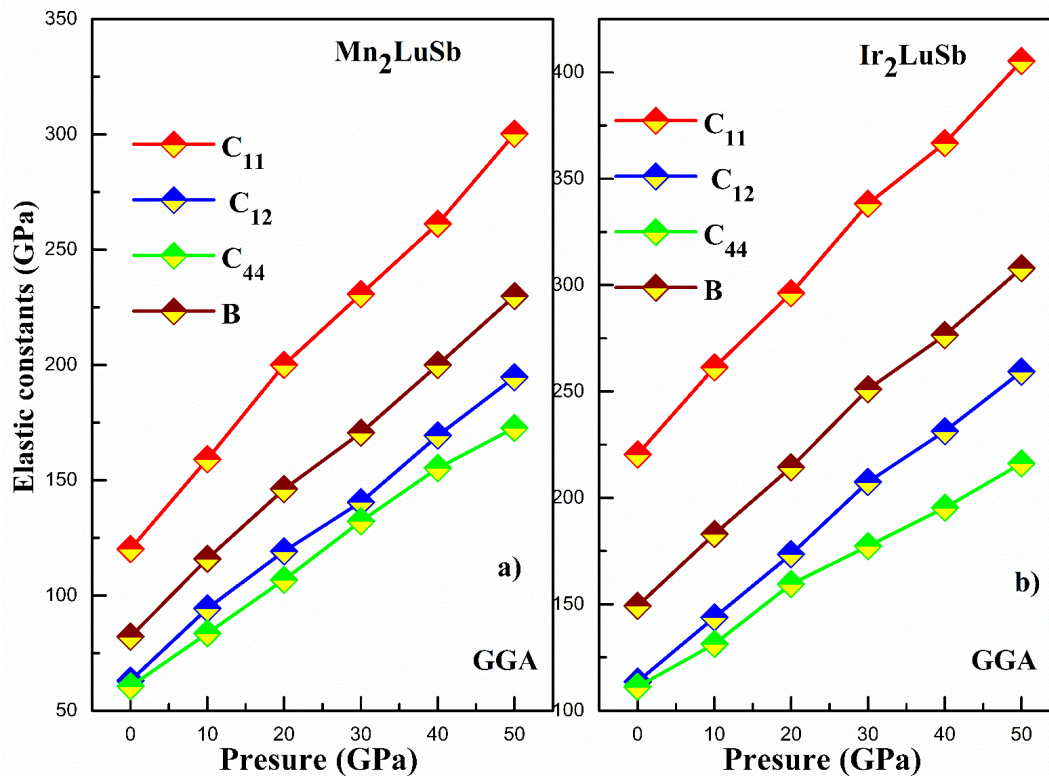 Elastic constants (GPa)
350
300
250
200
150
100
50
Mn2LuSb
C11
C12
C44
B
a)
GGA
0 10 20 30 40 50
Presure (GPa)
400
350
300
250
200
150
100
Ir2LuSb
C11
C12
C44
B
b)
GGA
0 10 20 30 40 50
Presure (GPa)